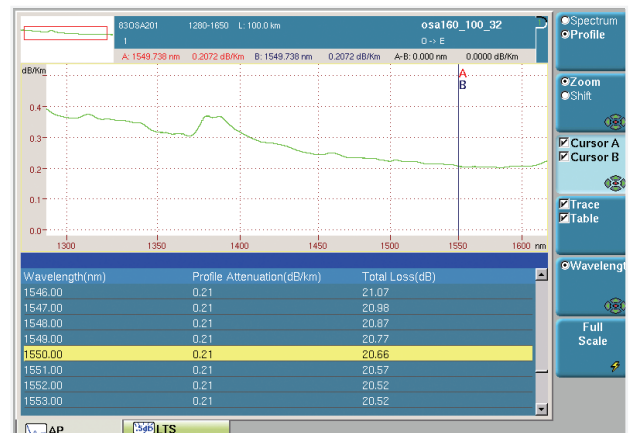 83OSA201 1280-1650 L: 100.0 km osa160_100_32
1 O -> E
A: 1549.738 nm 0.2072 dB/Km B: 1549.738 nm 0.2072 dB/Km A-B: 0.000 nm 0.0000 dB/Km
dB/Km
A
B
0.4
0.3
0.2
0.1
0.0
1300 1350 1400 1450 1500 1550 1600 nm
Wavelength(nm) Profile Attenuation(dB/km) Total Loss(dB)
1546.00 0.21 21.07
1547.00 0.21 20.98
1548.00 0.21 20.87
1549.00 0.21 20.77
1550.00 0.21 20.66
1551.00 0.21 20.57
1552.00 0.21 20.52
1553.00 0.21 20.52
AP LTS
Spectrum
Profile
Zoom
Shift
Cursor A
Cursor B
Trace
Table
Wavelengt
Full
Scale